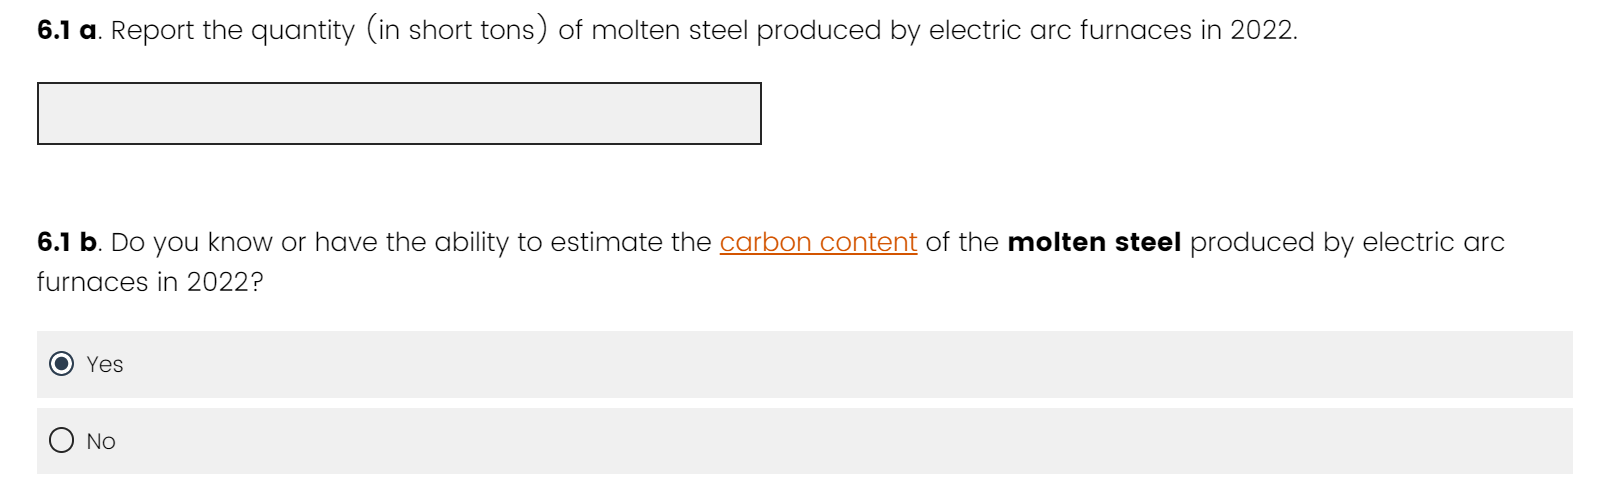 6.1 a. Report the quantity (in short tons) of molten steel produced by electric arc furnaces in 2022.
6.1 b. Do you know or have the ability to estimate the carbon content of the molten steel produced by electric arc
furnaces in 2022?
Yes
No